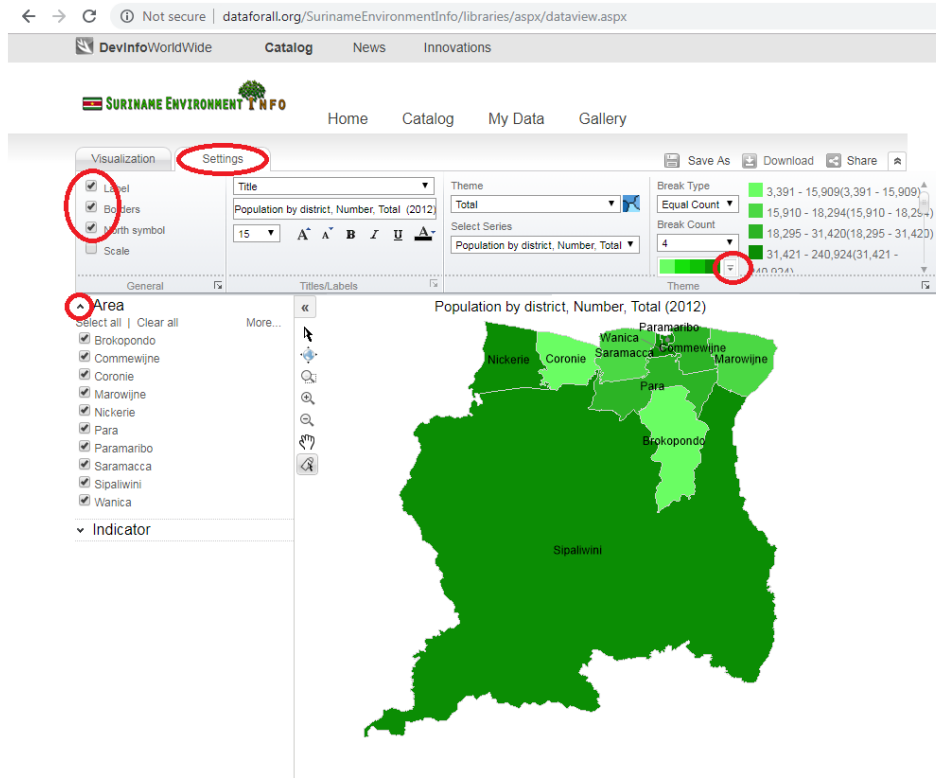 Not secure | dataforall.org/SurinameEnvironmentInfo/libraries/aspx/dataview.aspx
DevInfoWorldWide Catalog News Innovations
SURINAME ENVIRONMENT INFO
Home Catalog My Data Gallery
Visualization Settings Save As Download Share
Label
Borders
North symbol
Scale
General
Title
Population by district, Number, Total (2012)
15 A A B I U A
Titles/Labels
Theme
Total
Select Series
Population by district, Number, Total
Break Type
Equal Count
Break Count
4
3,391 - 15,909(3,391 - 15,909)
15,910 - 18,294(15,910 - 18,294)
18,295 - 31,420(18,295 - 31,420)
31,421 - 240,924(31,421 -
240,924)
Theme
Area
Select all | Clear all More...
Brokopondo
Commewijne
Coronie
Marowijne
Nickerie
Para
Paramaribo
Saramacca
Sipaliwini
Wanica
Indicator
Population by district, Number, Total (2012)
Paramaribo
Wanica
Commewijne
Saramacca
Nickerie
Coronie
Marowijne
Para
Brokopondo
Sipaliwini